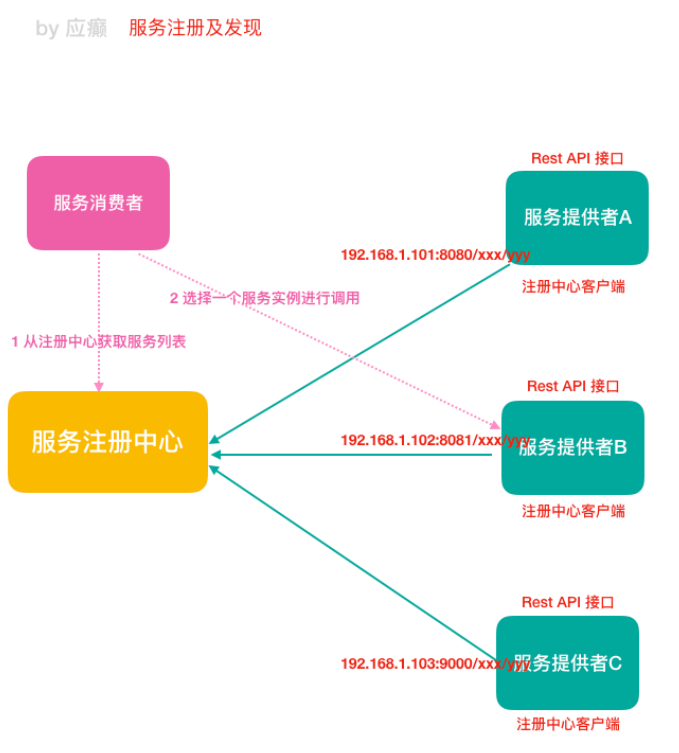 by 应癫 服务注册及发现
Rest API 接口
服务消费者
服务提供者A
192.168.1.101:8080/xxx/yyy
注册中心客户端
2 选择一个服务实例进行调用
1 从注册中心获取服务列表
Rest API 接口
服务注册中心
192.168.1.102:8081/xxx/yyy
服务提供者B
注册中心客户端
Rest API 接口
192.168.1.103:9000/xxx/yyy
服务提供者C
注册中心客户端